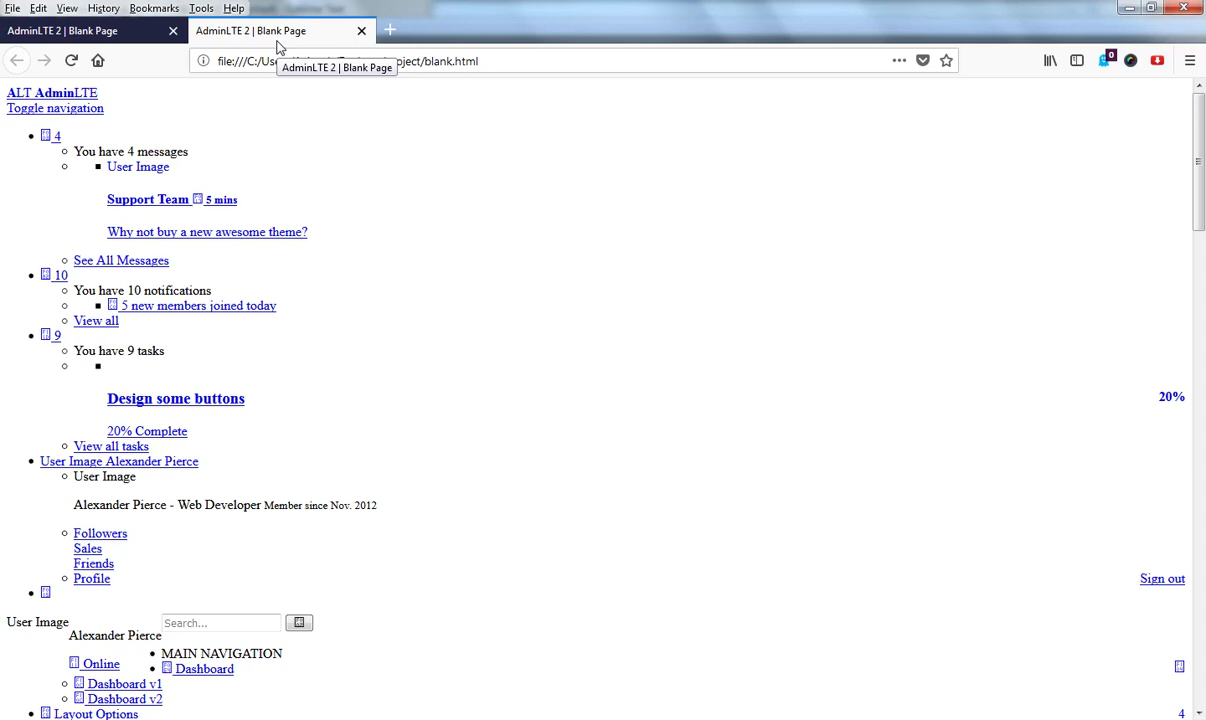 File Edit View History Bookmarks Tools Help
AdminLTE 2 | Blank Page
AdminLTE 2 | Blank Page
file:///C:/Use
oject/blank.html
0
AdminLTE 2 | Blank Page
ALT AdminLTE
Toggle navigation
4
You have 4 messages
User Image
Support Team 5 mins
Why not buy a new awesome theme?
See All Messages
10
You have 10 notifications
5 new members joined today
View all
9
You have 9 tasks
Design some buttons 20%
20% Complete
View all tasks
User Image Alexander Pierce
User Image
Alexander Pierce - Web Developer Member since Nov. 2012
Followers
Sales
Friends
Profile Sign out
User Image Search...
Alexander Pierce
MAIN NAVIGATION
Online Dashboard
Dashboard v1
Dashboard v2
Layout Options 4